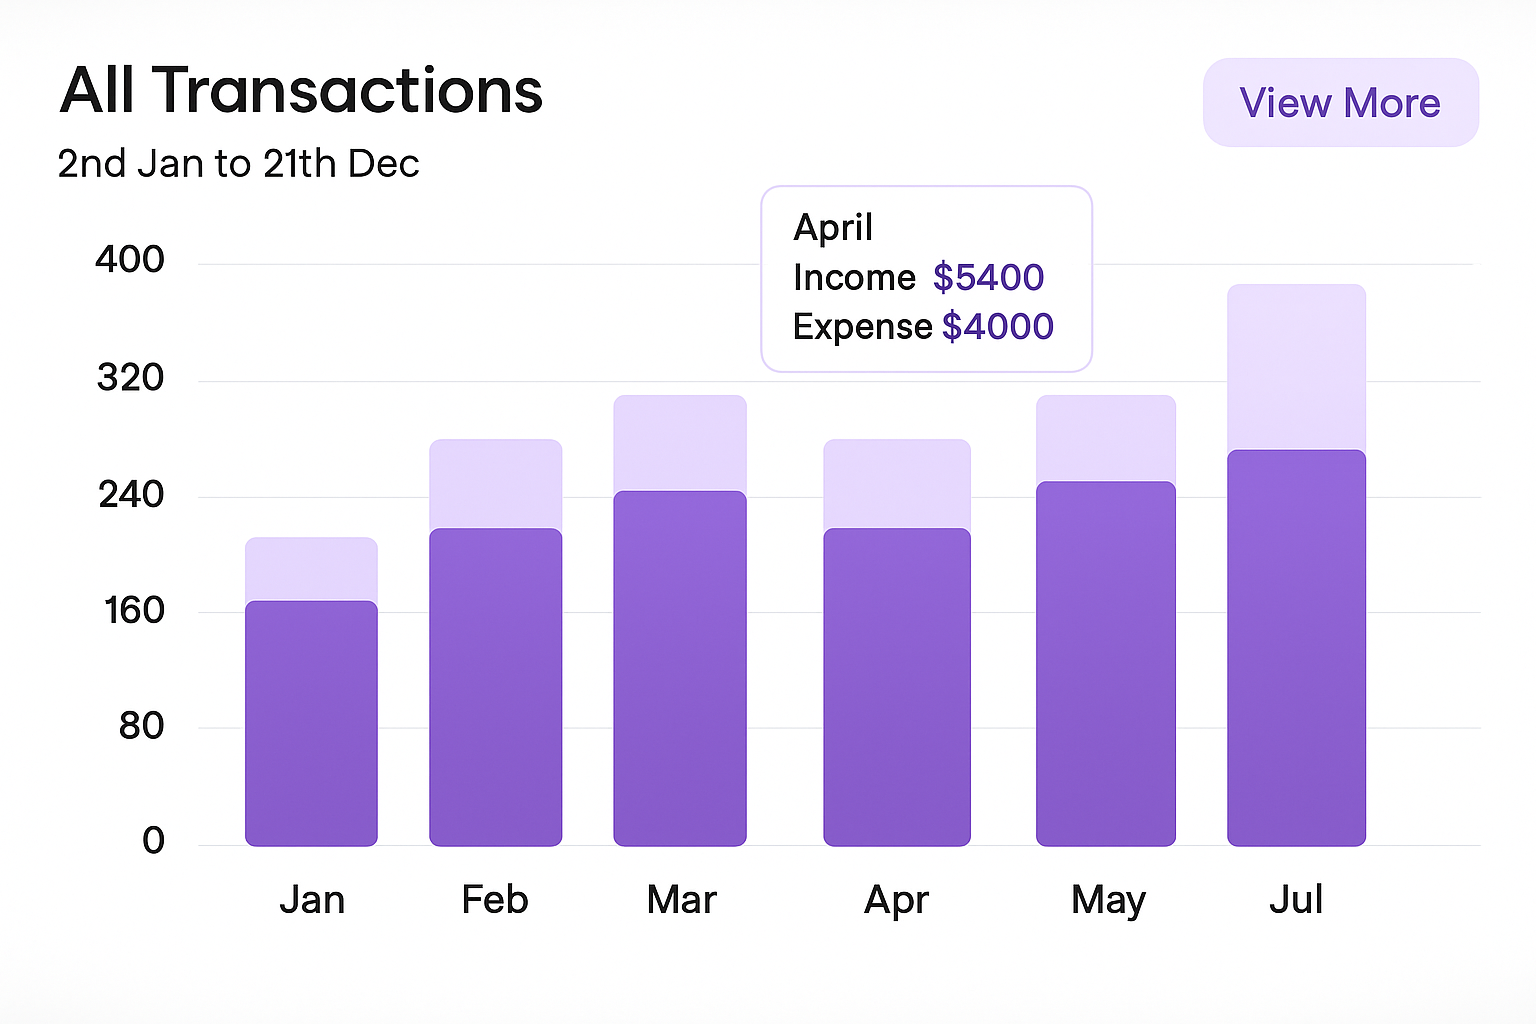 All Transactions
View More
2nd Jan to 21th Dec
April
Income $5400
Expense $4000
400
320
240
160
80
0
Jan Feb Mar Apr May Jul